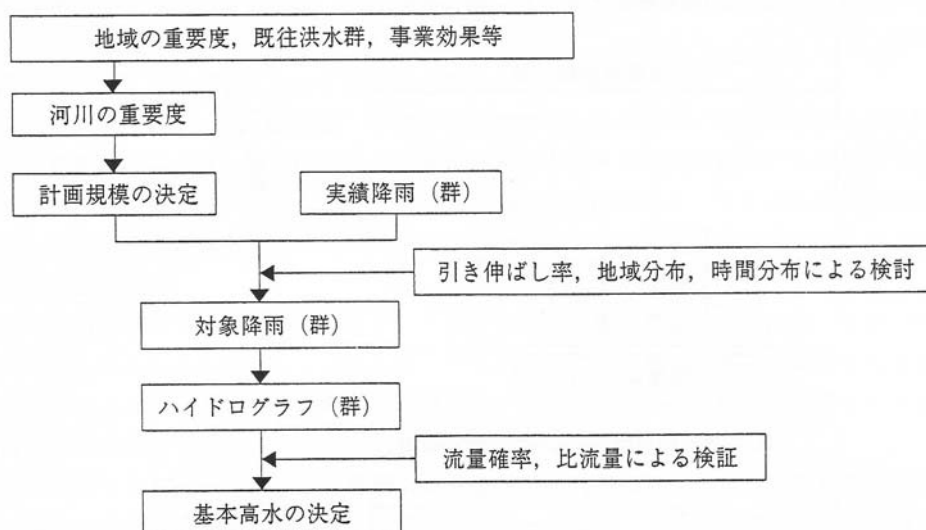 地域の重要度，既往洪水群，事業効果等
河川の重要度
計画規模の決定
実績降雨（群）
引き伸ばし率，地域分布，時間分布による検討
対象降雨（群）
ハイドログラフ（群）
流量確率，比流量による検証
基本高水の決定